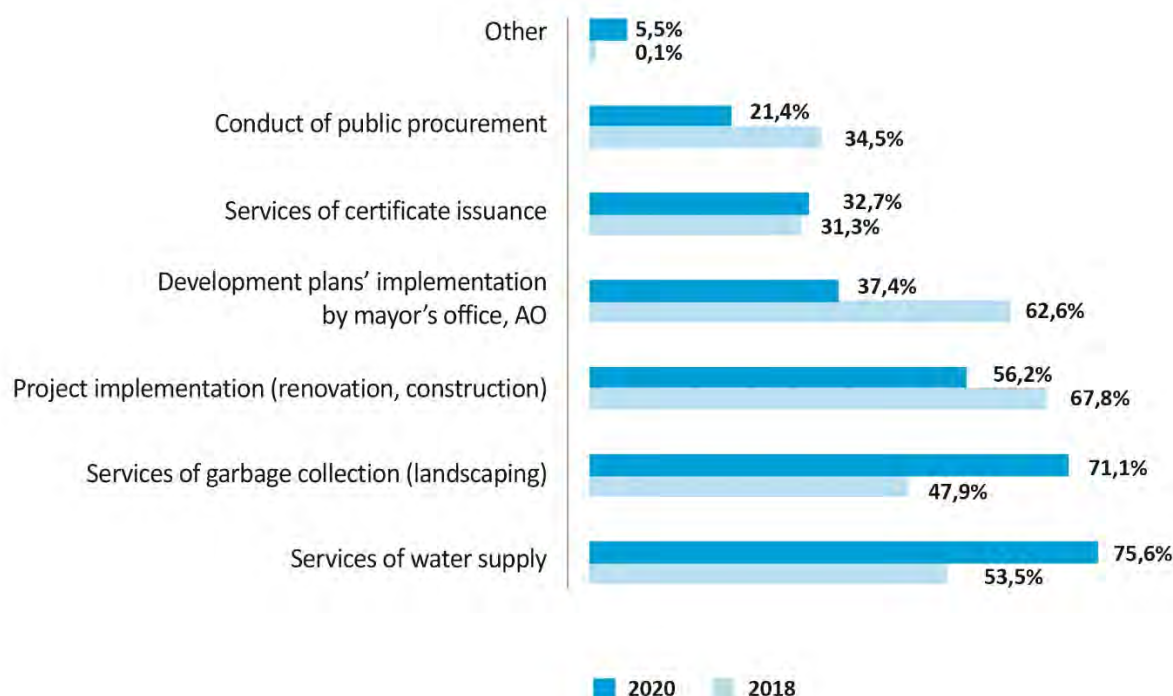 Other
5,5%
0,1%
Conduct of public procurement
21,4%
34,5%
Services of certificate issuance
32,7%
31,3%
Development plans’ implementation
by mayor’s office, AO
37,4%
62,6%
Project implementation (renovation, construction)
56,2%
67,8%
Services of garbage collection (landscaping)
71,1%
47,9%
Services of water supply
75,6%
53,5%
2020 2018